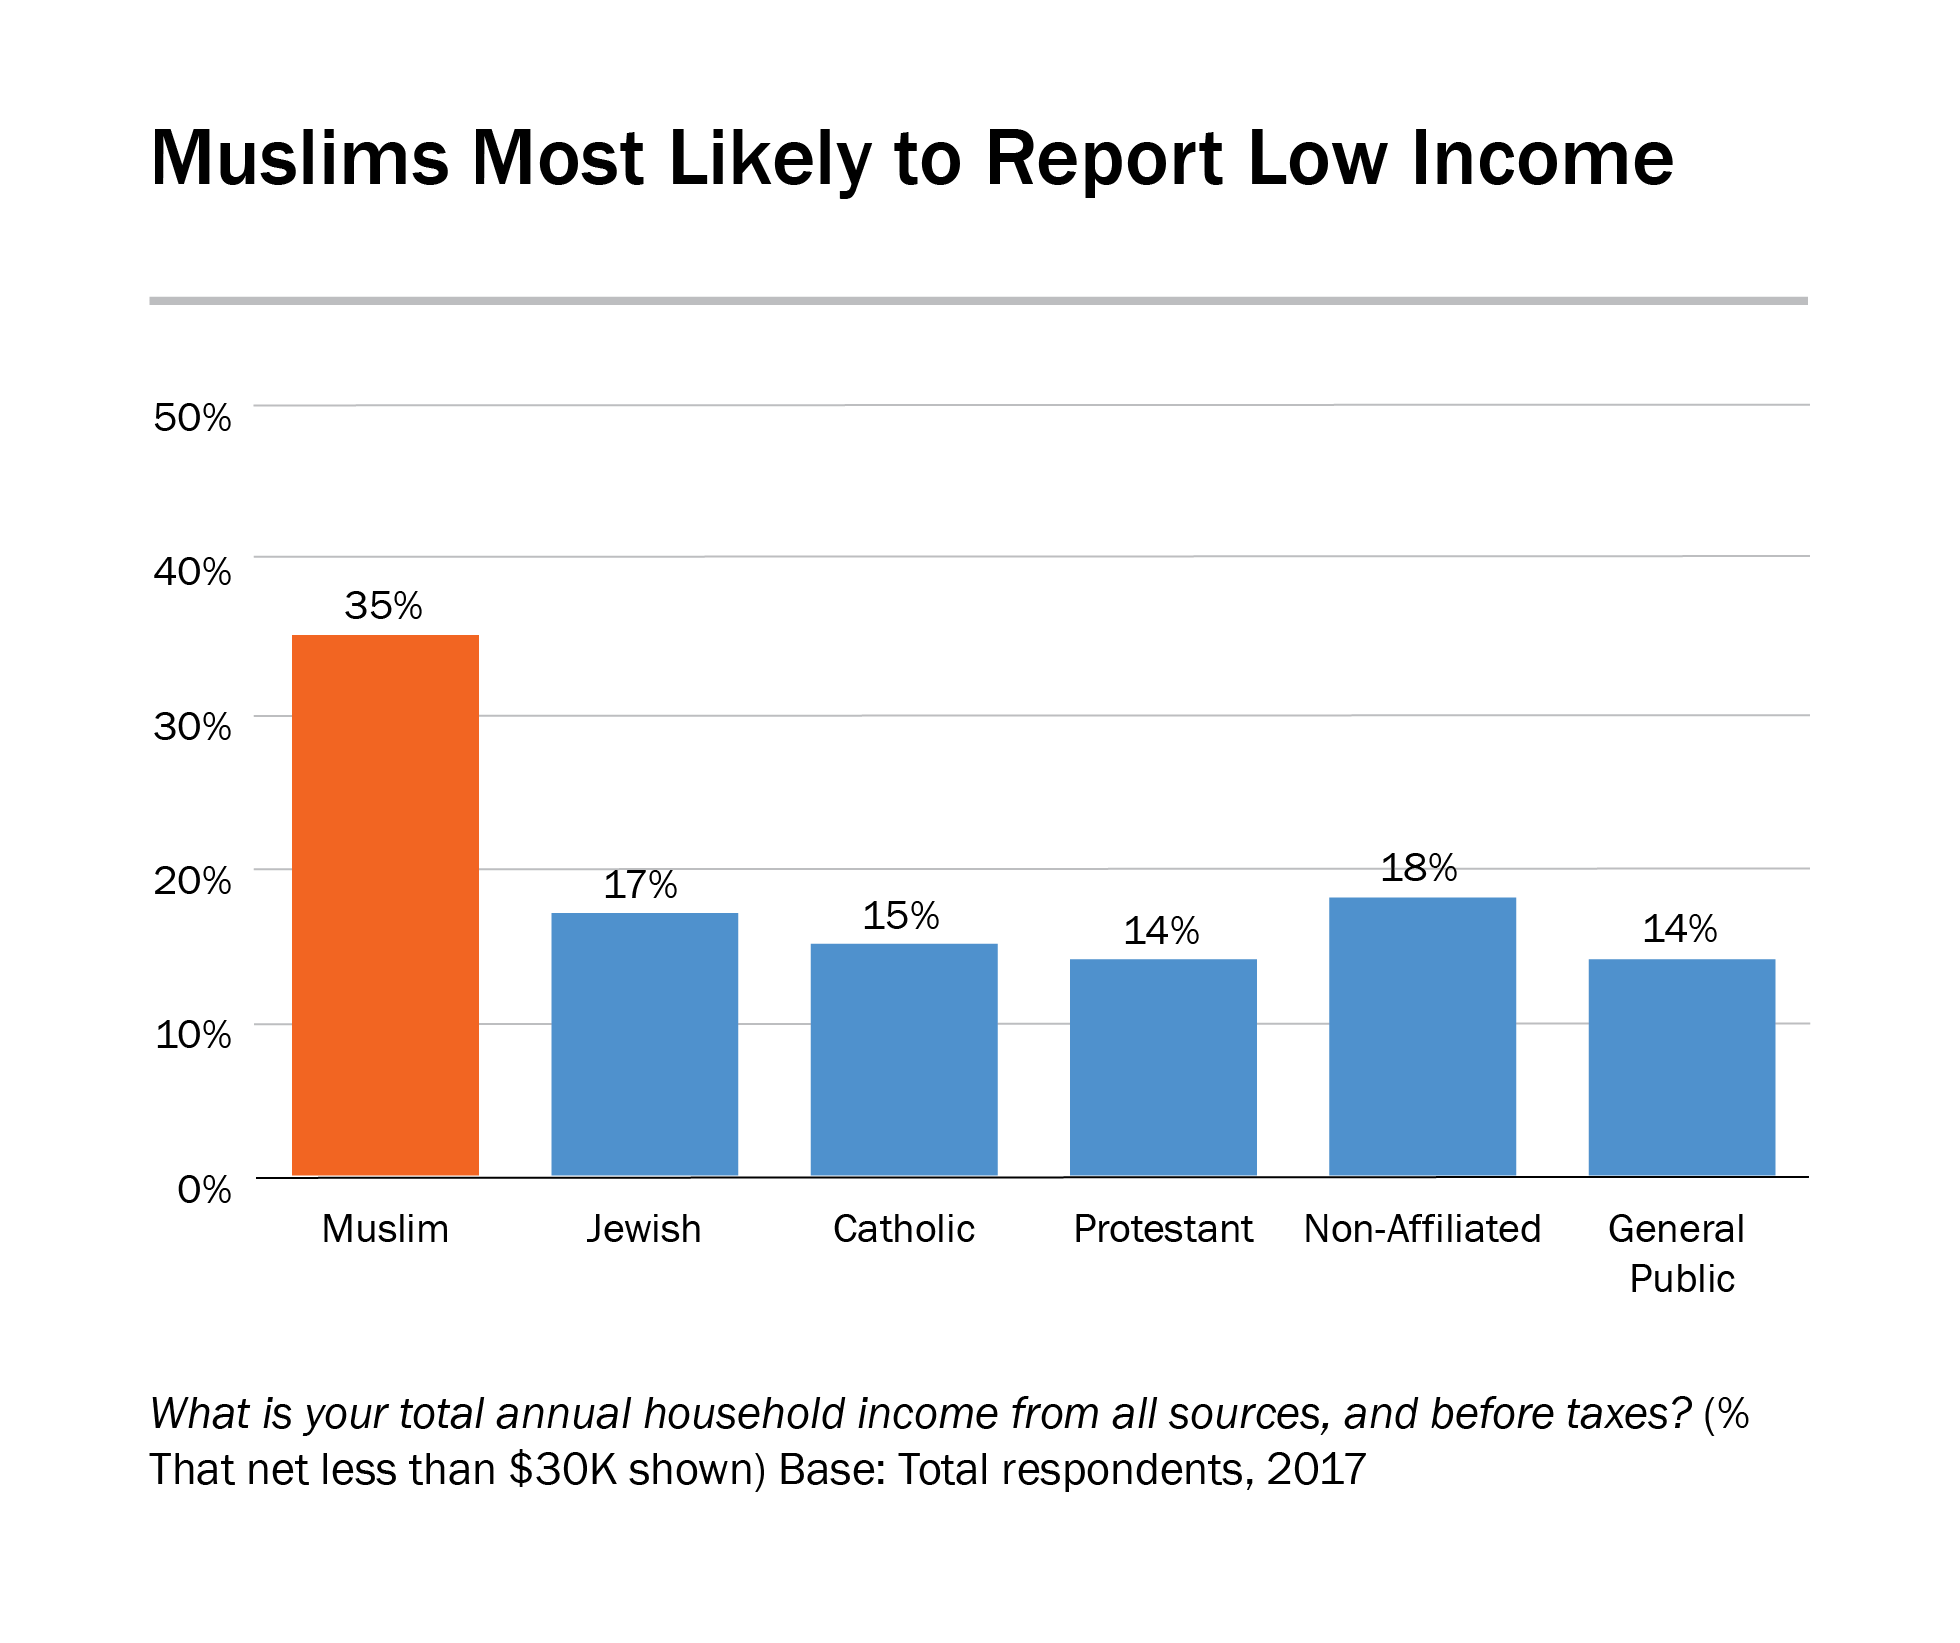 Muslims Most Likely to Report Low Income
50%
40%
35%
30%
20%
17%
15%
14%
18%
14%
10%
0%
Muslim
Jewish
Catholic
Protestant
Non-Affiliated
General
Public
What is your total annual household income from all sources, and before taxes? (%
That net less than $30K shown) Base: Total respondents, 2017